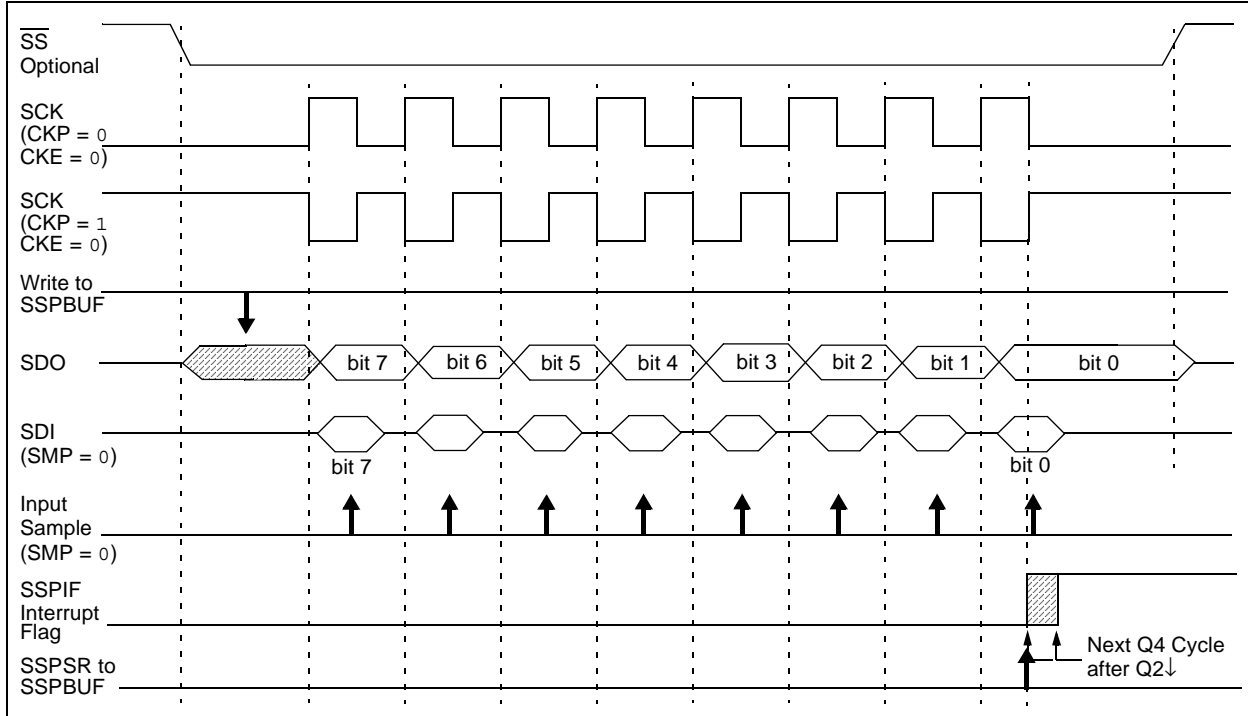 SS
Optional
SCK
(CKP = 0
CKE = 0)
SCK
(CKP = 1
CKE = 0)
Write to
SSPBUF
SDO
bit 7
bit 6
bit 5
bit 4
bit 3
bit 2
bit 1
bit 0
SDI
(SMP = 0)
bit 7
bit 0
Input
Sample
(SMP = 0)
SSPIF
Interrupt
Flag
Next Q4 Cycle
after Q2↓
SSPSR to
SSPBUF